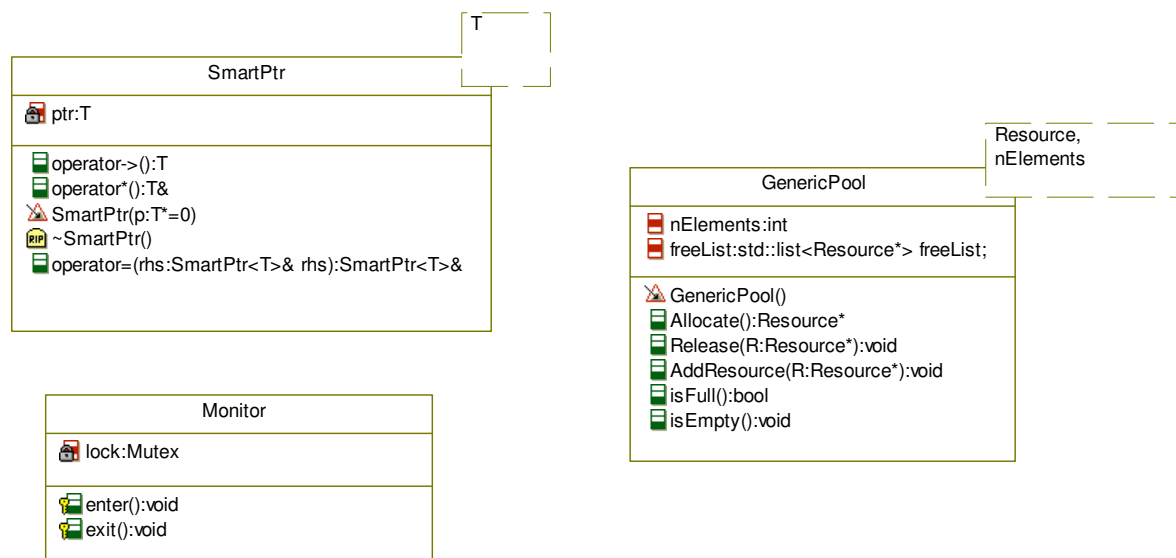 T
SmartPtr
ptr:T
operator->():T
operator*():T&
SmartPtr(p:T*=0)
RIP ~SmartPtr()
operator=(rhs:SmartPtr<T>& rhs):SmartPtr<T>&
Resource,
nElements
GenericPool
nElements:int
freeList:std::list<Resource*> freeList;
GenericPool()
Allocate():Resource*
Release(R:Resource*):void
AddResource(R:Resource*):void
isFull():bool
isEmpty():void
Monitor
lock:Mutex
enter():void
exit():void